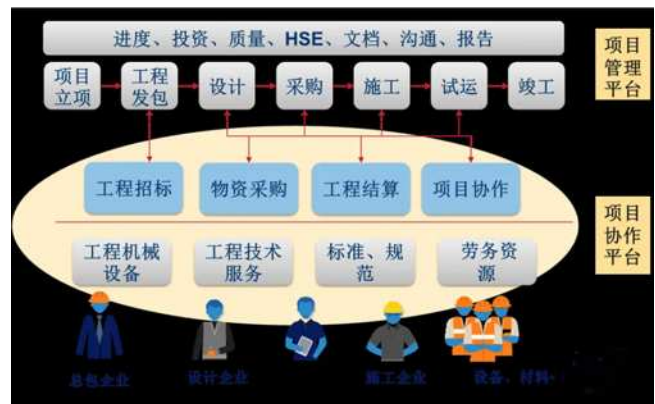 进度、投资、质量、HSE、文档、沟通、报告
项目
管理
平台
项目
立项
工程
发包
设计
采购
施工
试运
竣工
工程招标
物资采购
工程结算
项目协作
项目
协作
平台
工程机械
设备
工程技术
服务
标准、规
范
劳务资
源
总包企业
设计企业
施工企业
设备、材料